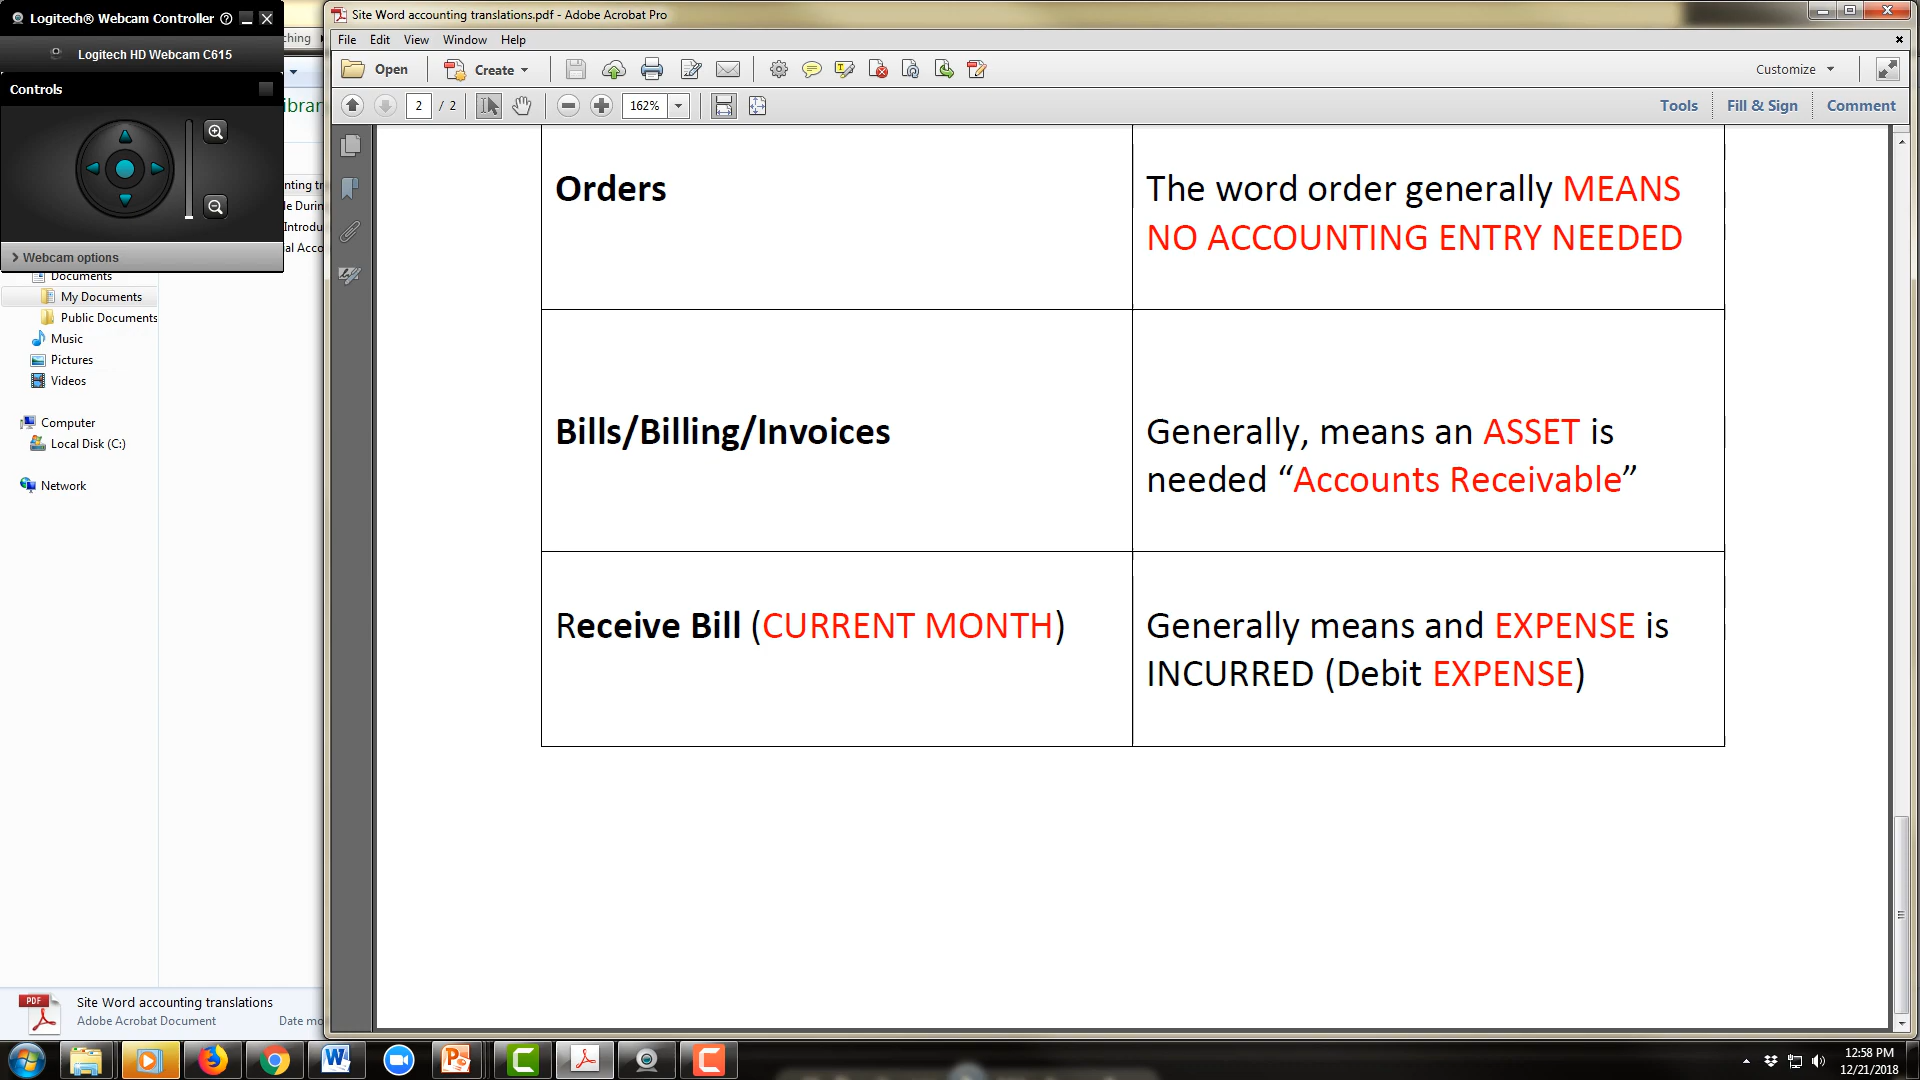 Logitech® Webcam Controller
Logitech HD Webcam C615
Controls
Webcam options
Documents
My Documents
Public Documents
Music
Pictures
Videos
Computer
Local Disk (C:)
Network
Site Word accounting translations
Adobe Acrobat Document
Site Word accounting translations.pdf - Adobe Acrobat Pro
File Edit View Window Help
Open Create Customize
2 / 2 162% Tools Fill & Sign Comment
Orders
The word order generally MEANS
NO ACCOUNTING ENTRY NEEDED
Bills/Billing/Invoices
Generally, means an ASSET is
needed “Accounts Receivable”
Receive Bill (CURRENT MONTH)
Generally means and EXPENSE is
INCURRED (Debit EXPENSE)
12:58 PM
12/21/2018